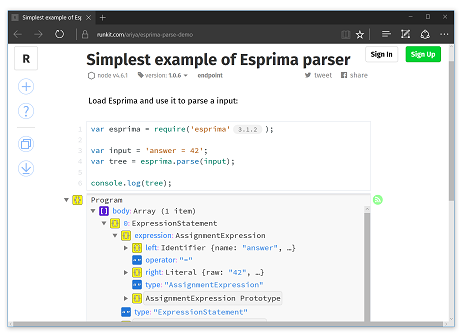 Simplest example of Esp
runkit.com/ariya/esprima-parse-demo
R
Simplest example of Esprima parser
Sign In
Sign Up
node v4.6.1
version: 1.0.6
endpoint
tweet
share
Load Esprima and use it to parse a input:
1 var esprima = require('esprima' 3.1.2 );
2
3 var input = 'answer = 42';
4 var tree = esprima.parse(input);
5
6 console.log(tree);
{} Program
[] body: Array (1 item)
{} 0: ExpressionStatement
{} expression: AssignmentExpression
{} left: Identifier {name: "answer", …}
operator: "="
{} right: Literal {raw: "42", …}
type: "AssignmentExpression"
{} AssignmentExpression Prototype
type: "ExpressionStatement"